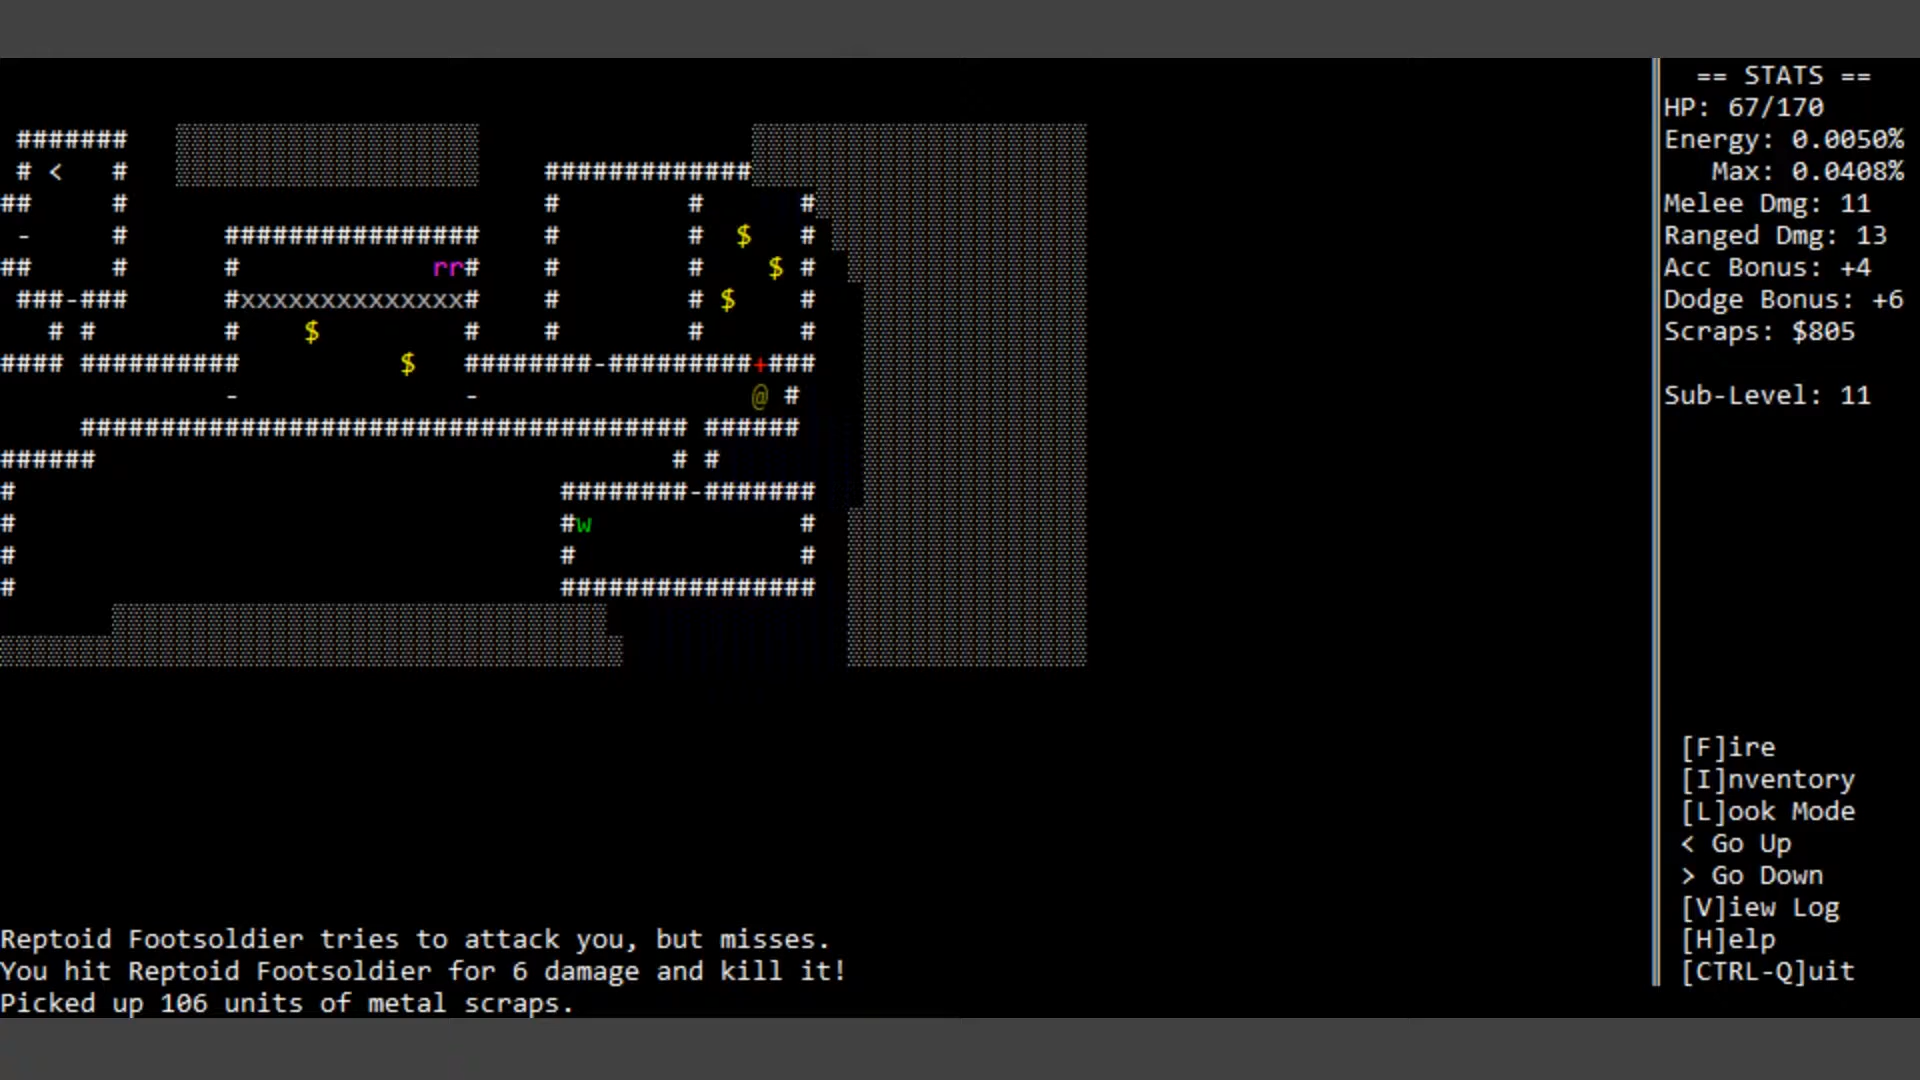 == STATS ==
HP: 67/170
#######
Energy: 0.0050%
# <   #   #############   Max: 0.0408%
##     #   #        #      #   Melee Dmg: 11
-     #      ################    #        #  $   #   Ranged Dmg: 13
##     #      #            rr#    #        #    $ #   Acc Bonus: +4
###-###      #xxxxxxxxxxxxxx#    #        # $    #   Dodge Bonus: +6
# #        #    $         #    #        #      #   Scraps: $805
#### ##########          $   ########-#########+###
-              -                 @ #   Sub-Level: 11
###################################### ######
######                                    # #
#                                  ########-#######
#                                  #w             #
#                                  #              #
#                                  ################
[F]ire
[I]nventory
[L]ook Mode
< Go Up
> Go Down
[V]iew Log
Reptoid Footsoldier tries to attack you, but misses.   [H]elp
You hit Reptoid Footsoldier for 6 damage and kill it!   [CTRL-Q]uit
Picked up 106 units of metal scraps.